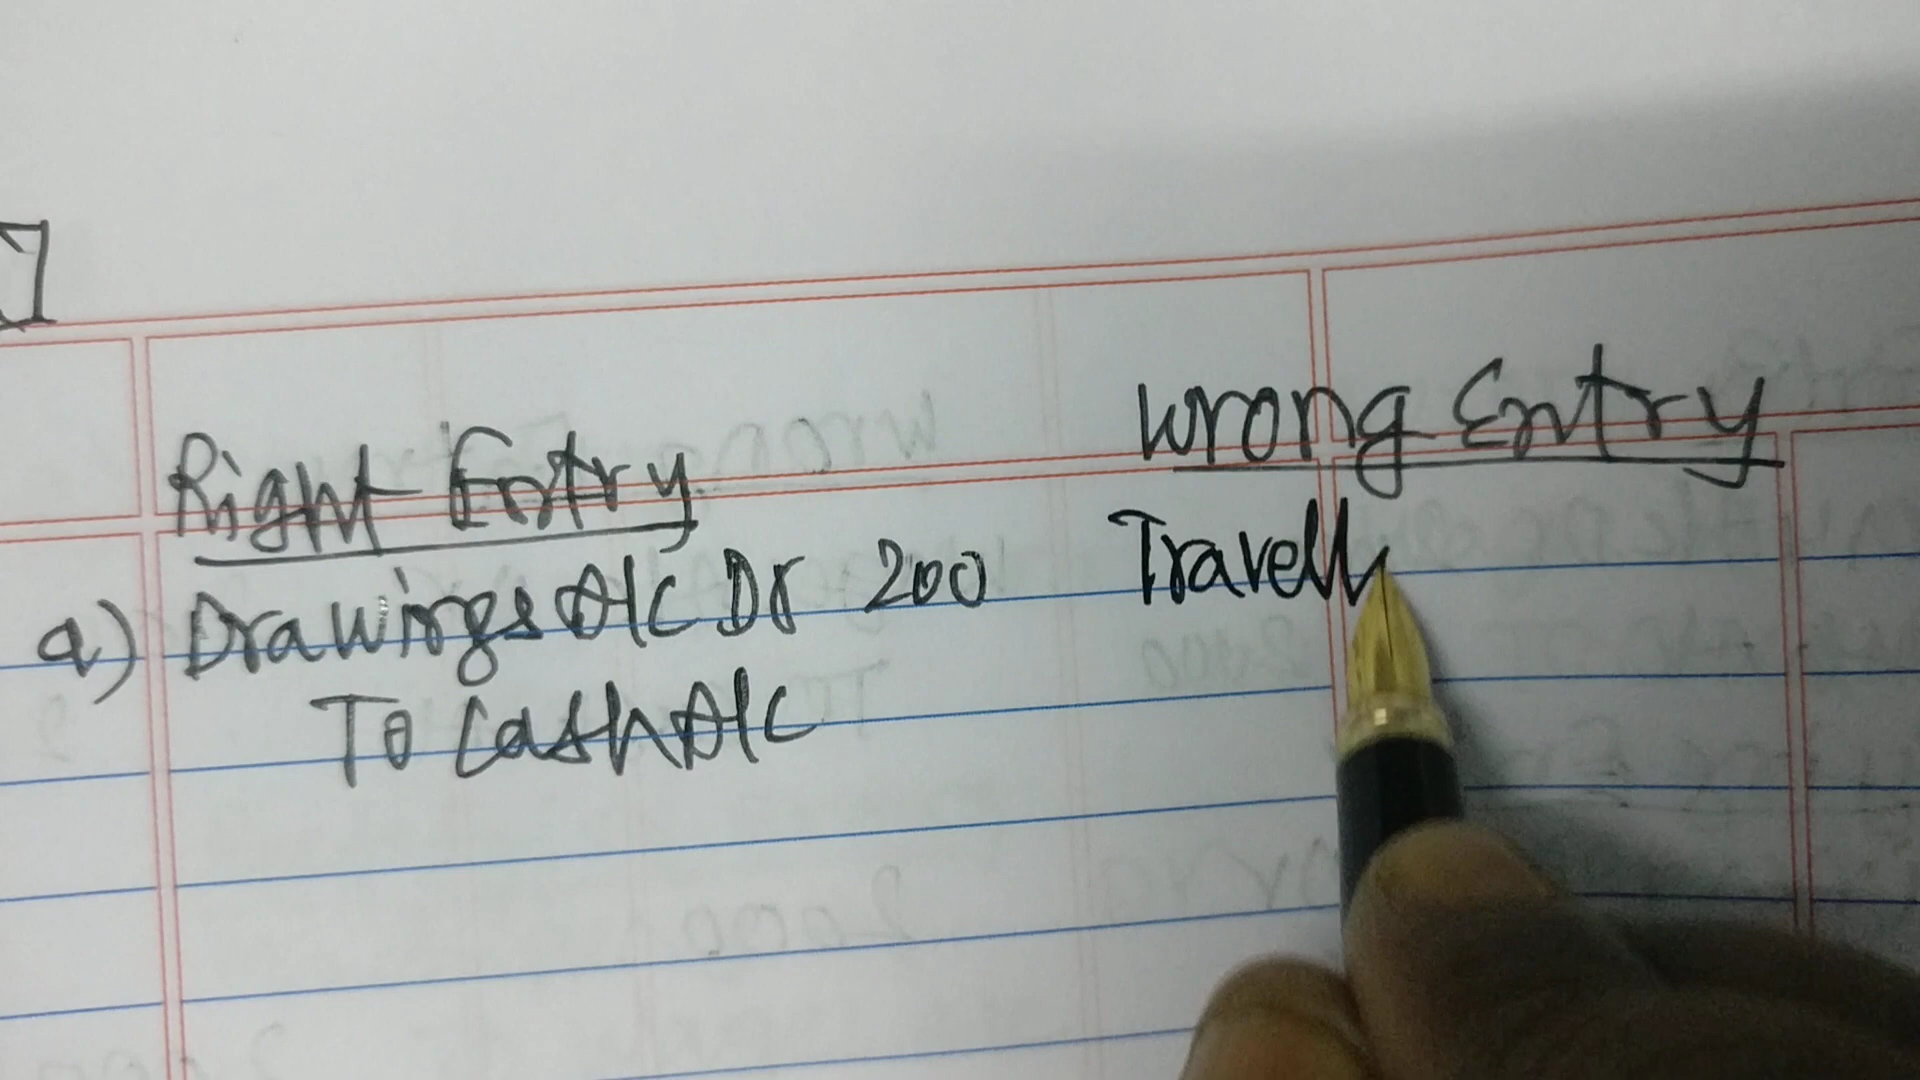 Right Entry
Wrong Entry
a) Drawings A/c Dr 200
Travell
To Cash A/c